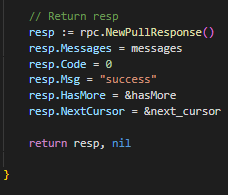 // Return resp
resp := rpc.NewPullResponse()
resp.Messages = messages
resp.Code = 0
resp.Msg = "success"
resp.HasMore = &hasMore
resp.NextCursor = &next_cursor
return resp, nil
}